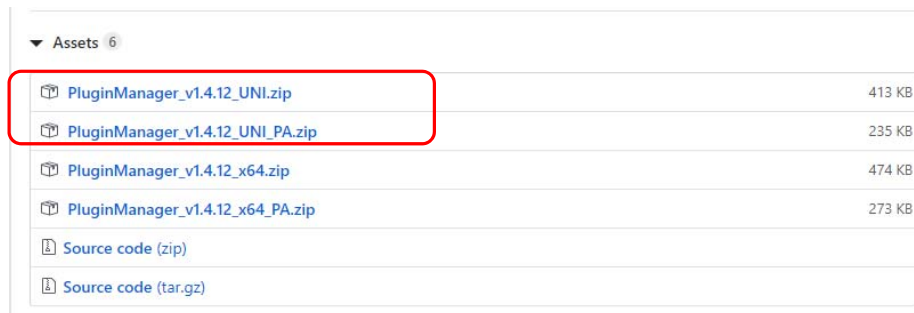 Assets 6
PluginManager_v1.4.12_UNI.zip 413 KB
PluginManager_v1.4.12_UNI_PA.zip 235 KB
PluginManager_v1.4.12_x64.zip 474 KB
PluginManager_v1.4.12_x64_PA.zip 273 KB
Source code (zip)
Source code (tar.gz)